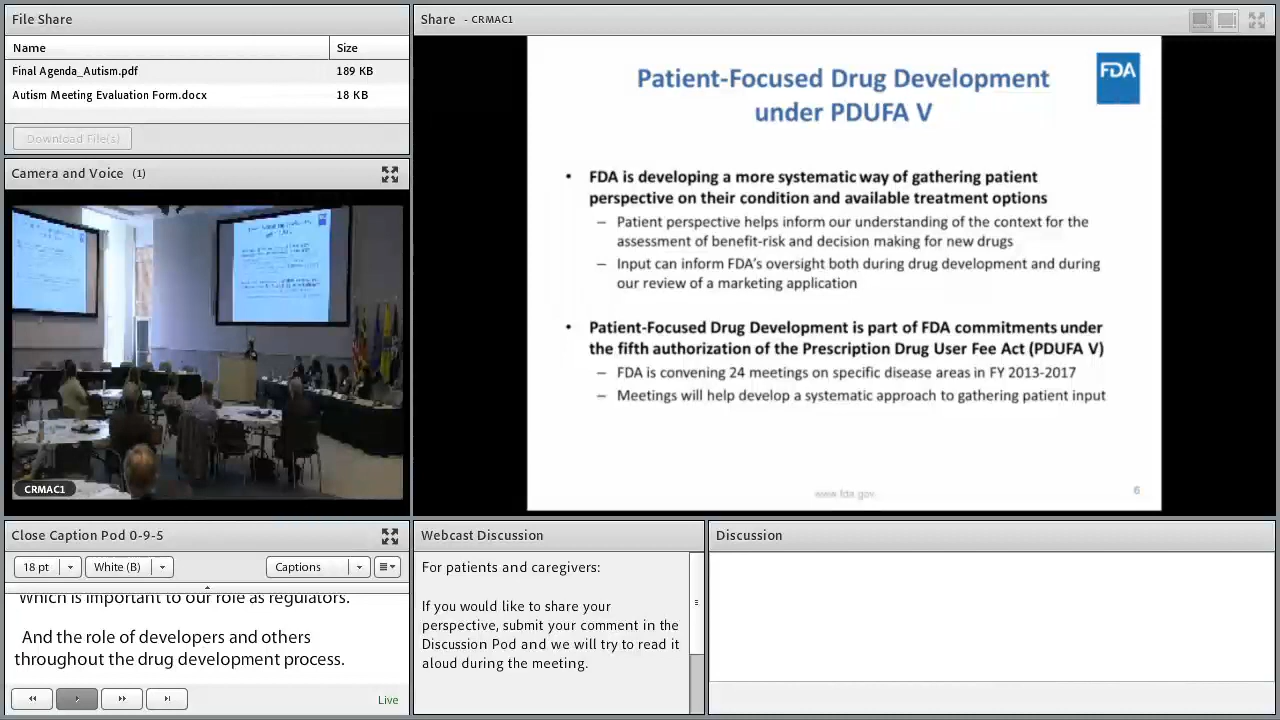 File Share
Name Size
Final Agenda_Autism.pdf 189 KB
Autism Meeting Evaluation Form.docx 18 KB
Download File(s)
Camera and Voice (1)
CRMAC1
Close Caption Pod 0-9-5
18 pt White (B) Captions
Which is important to our role as regulators.
And the role of developers and others
throughout the drug development process.
Live
Share - CRMAC1
FDA
Patient-Focused Drug Development
under PDUFA V
• FDA is developing a more systematic way of gathering patient
perspective on their condition and available treatment options
– Patient perspective helps inform our understanding of the context for the
assessment of benefit-risk and decision making for new drugs
– Input can inform FDA's oversight both during drug development and during
our review of a marketing application
• Patient-Focused Drug Development is part of FDA commitments under
the fifth authorization of the Prescription Drug User Fee Act (PDUFA V)
– FDA is convening 24 meetings on specific disease areas in FY 2013-2017
– Meetings will help develop a systematic approach to gathering patient input
www.fda.gov
6
Webcast Discussion
For patients and caregivers:
If you would like to share your
perspective, submit your comment in the
Discussion Pod and we will try to read it
aloud during the meeting.
Discussion